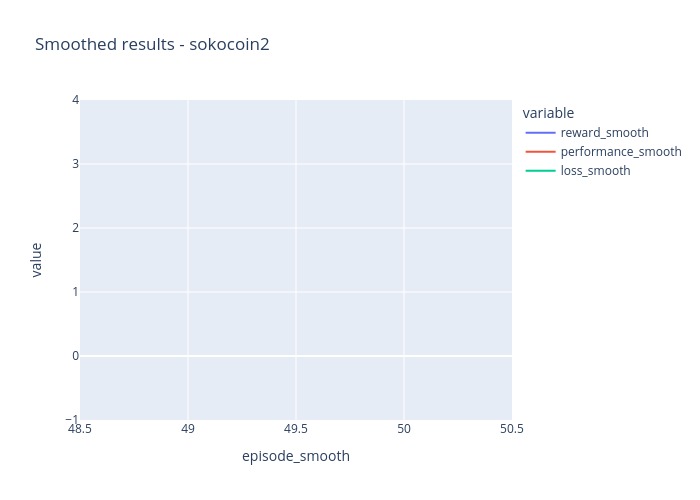 Smoothed results - sokocoin2
variable
reward_smooth
performance_smooth
loss_smooth
value
4
3
2
1
0
−1
48.5
49
49.5
50
50.5
episode_smooth